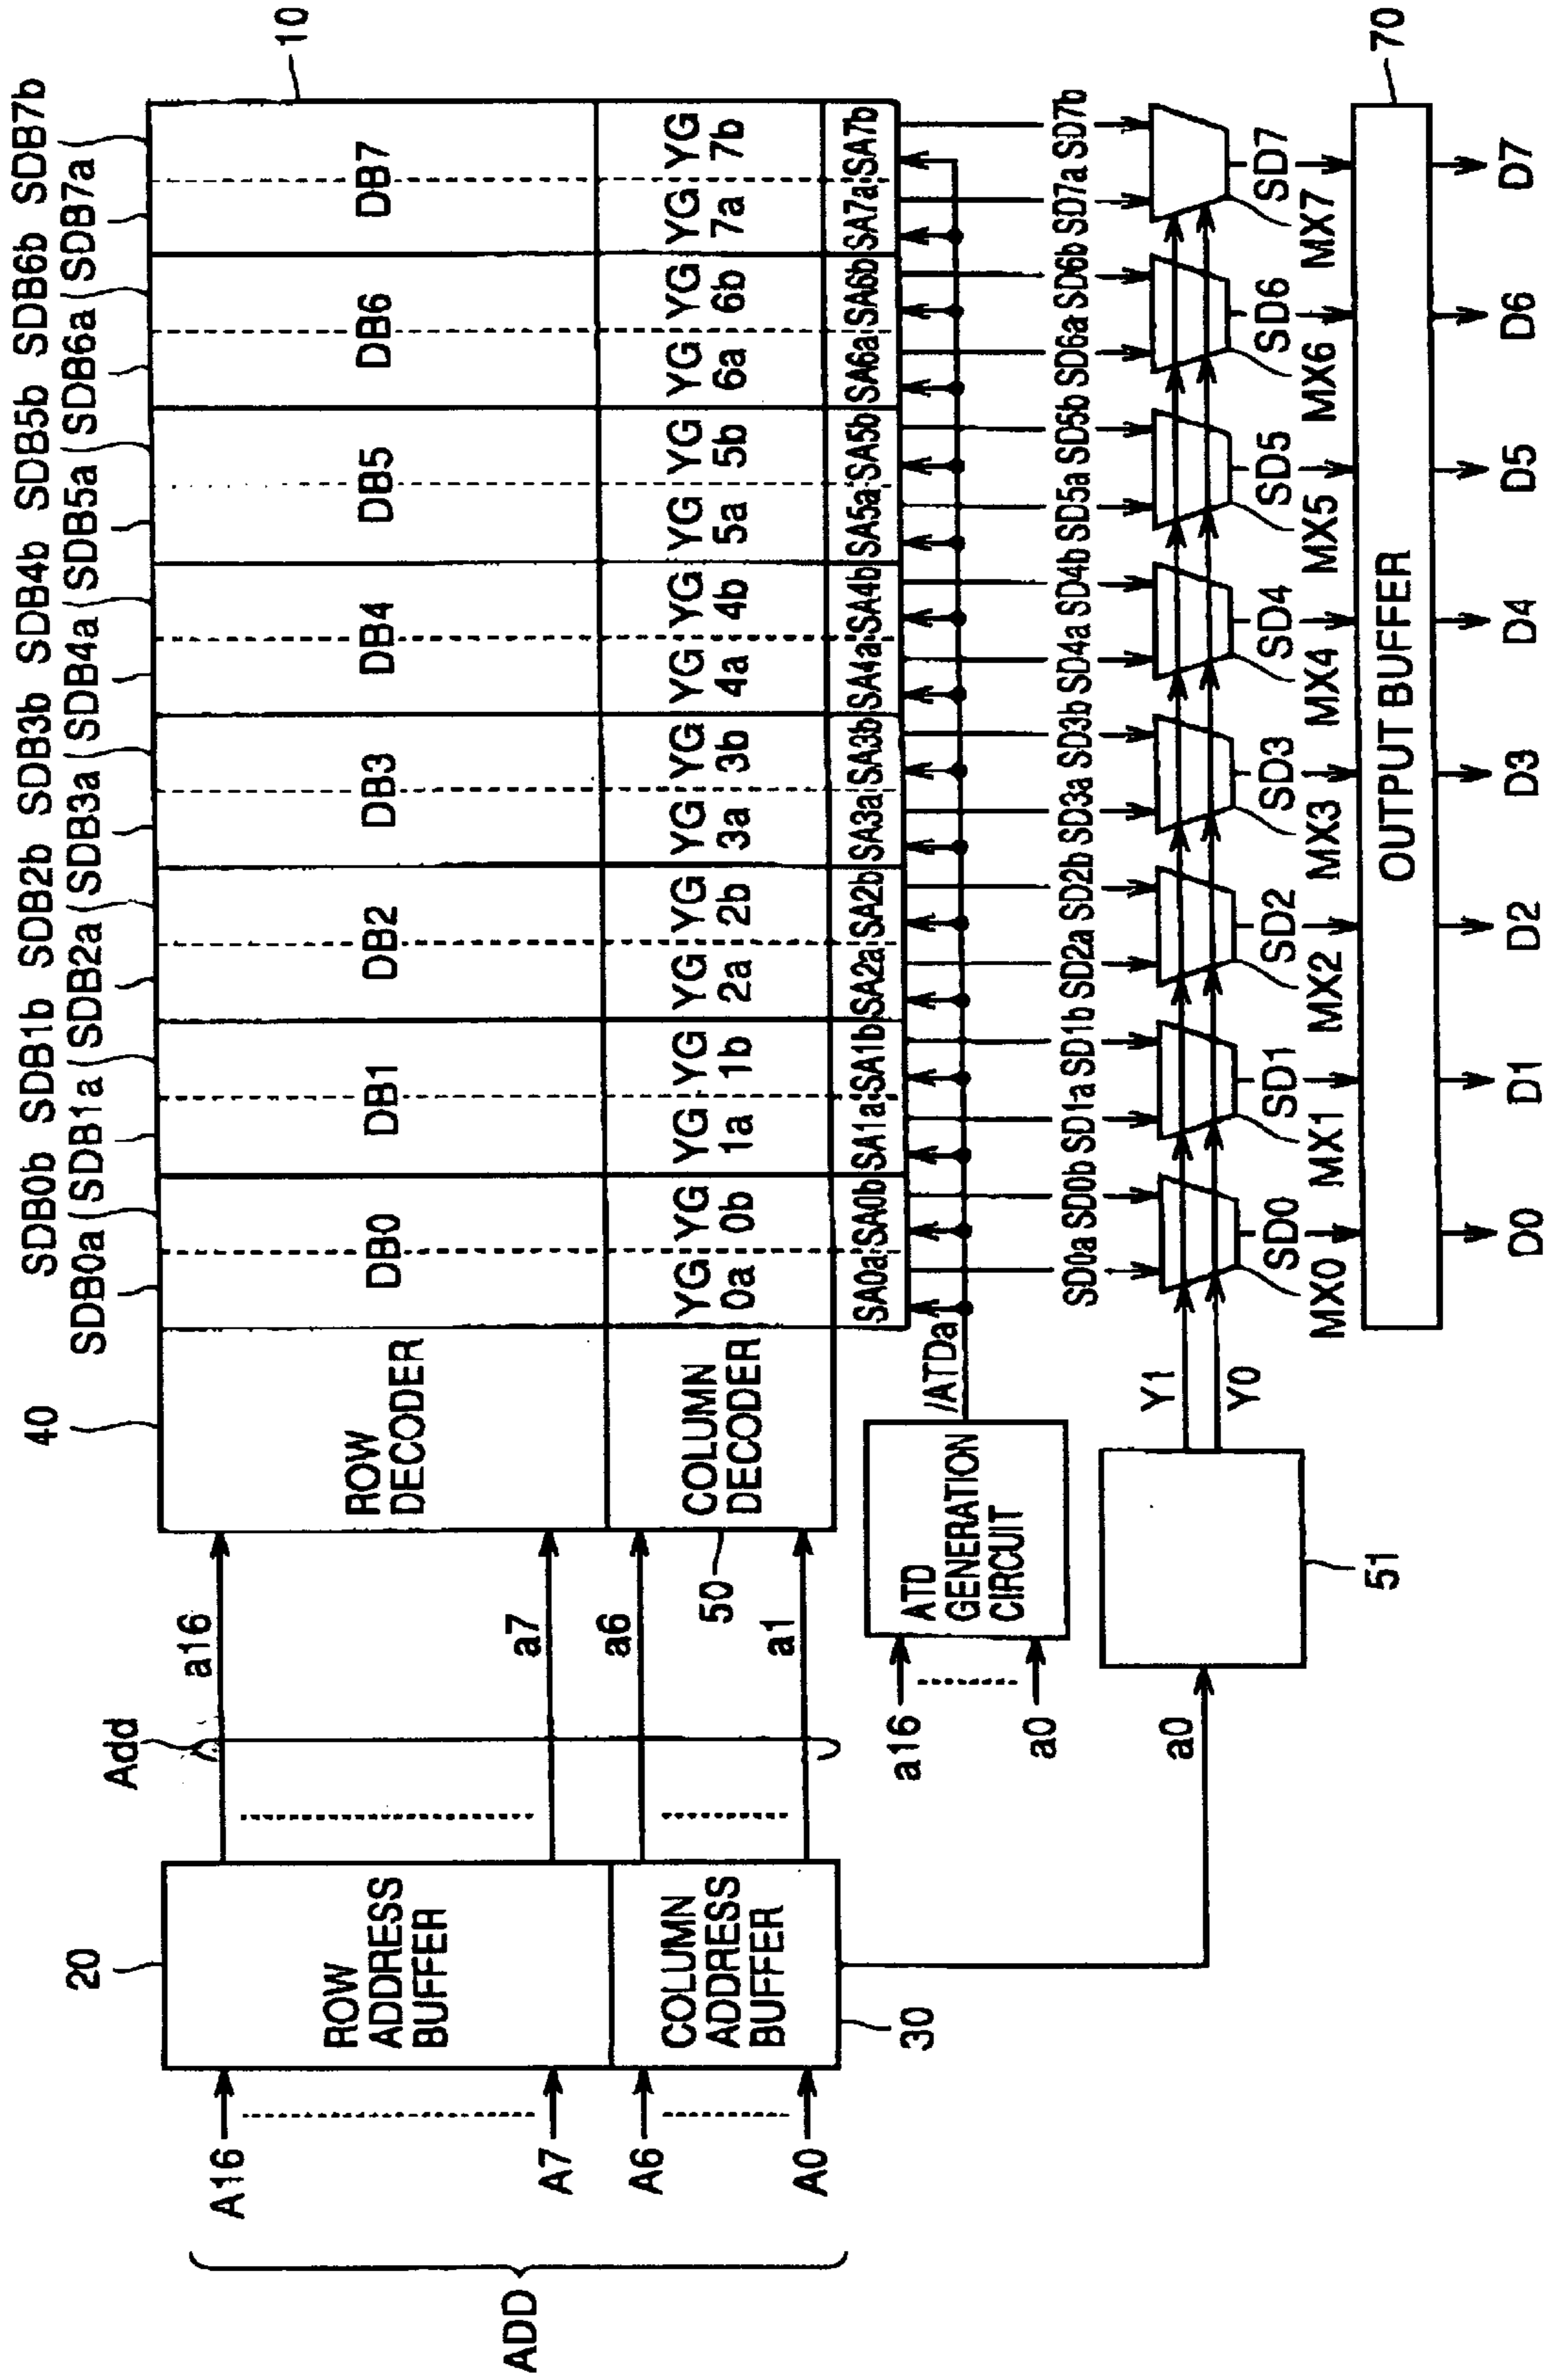 SDB0b SDB1b SDB2b SDB3b SDB4b SDB5b SDB6b SDB7b
SDB0a SDB1a SDB2a SDB3a SDB4a SDB5a SDB6a SDB7a
10
40
20
Add
ADD
A16
A7
A6
A0
ROW
ADDRESS
BUFFER
COLUMN
ADDRESS
BUFFER
30
a16
a7
a6
a1
ROW
DECODER
COLUMN
DECODER
50
DB0 DB1 DB2 DB3 DB4 DB5 DB6 DB7
YG YG YG YG YG YG YG YG YG YG YG YG YG YG YG YG
0a 0b 1a 1b 2a 2b 3a 3b 4a 4b 5a 5b 6a 6b 7a 7b
SA0a SA0b SA1a SA1b SA2a SA2b SA3a SA3b SA4a SA4b SA5a SA5b SA6a SA6b SA7a SA7b
a16
a0
ATD
GENERATION
CIRCUIT
/ATDa
SD0a SD0b SD1a SD1b SD2a SD2b SD3a SD3b SD4a SD4b SD5a SD5b SD6a SD6b SD7a SD7b
a0
51
Y1
Y0
SD0 SD1 SD2 SD3 SD4 SD5 SD6 SD7
MX0 MX1 MX2 MX3 MX4 MX5 MX6 MX7
OUTPUT BUFFER
70
D0 D1 D2 D3 D4 D5 D6 D7